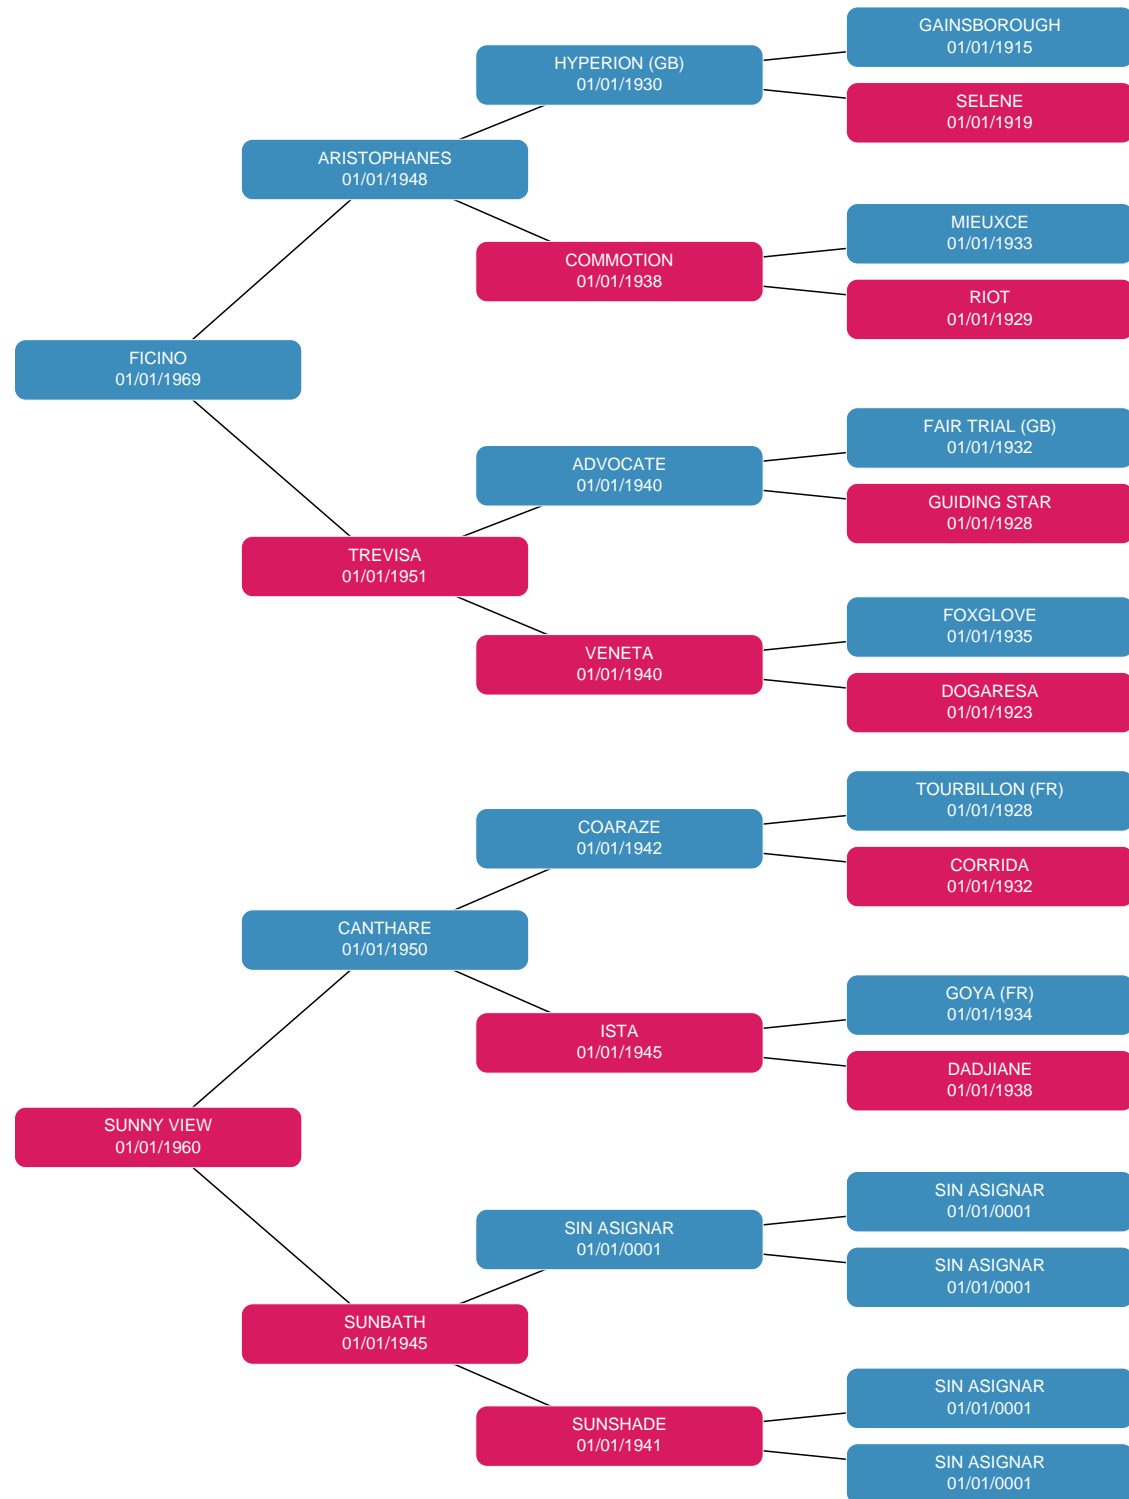 GAINSBOROUGH
01/01/1915
HYPERION (GB)
01/01/1930
SELENE
01/01/1919
ARISTOPHANES
01/01/1948
MIEUXCE
01/01/1933
COMMOTION
01/01/1938
RIOT
01/01/1929
FICINO
01/01/1969
FAIR TRIAL (GB)
01/01/1932
ADVOCATE
01/01/1940
GUIDING STAR
01/01/1928
TREVISA
01/01/1951
FOXGLOVE
01/01/1935
VENETA
01/01/1940
DOGARESA
01/01/1923
TOURBILLON (FR)
01/01/1928
COARAZE
01/01/1942
CORRIDA
01/01/1932
CANTHARE
01/01/1950
GOYA (FR)
01/01/1934
ISTA
01/01/1945
DADJIANE
01/01/1938
SUNNY VIEW
01/01/1960
SIN ASIGNAR
01/01/0001
SIN ASIGNAR
01/01/0001
SIN ASIGNAR
01/01/0001
SUNBATH
01/01/1945
SIN ASIGNAR
01/01/0001
SUNSHADE
01/01/1941
SIN ASIGNAR
01/01/0001